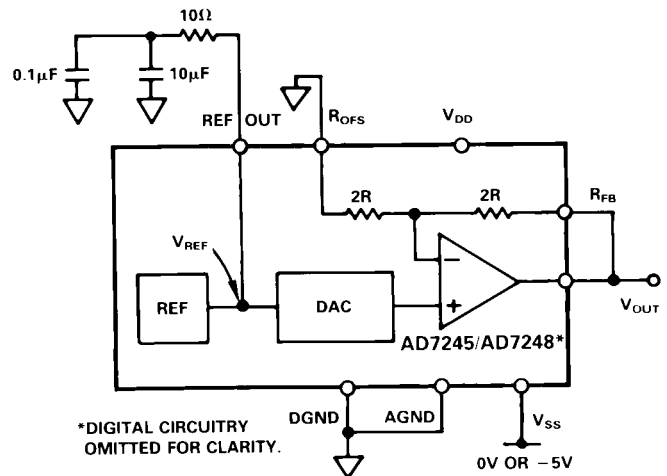 10Ω
0.1μF
10μF
REF OUT
R_OFS
V_DD
2R
2R
R_FB
V_REF
REF
DAC
−
+
AD7245/AD7248*
V_OUT
DGND
AGND
V_SS
*DIGITAL CIRCUITRY
OMITTED FOR CLARITY.
0V OR −5V